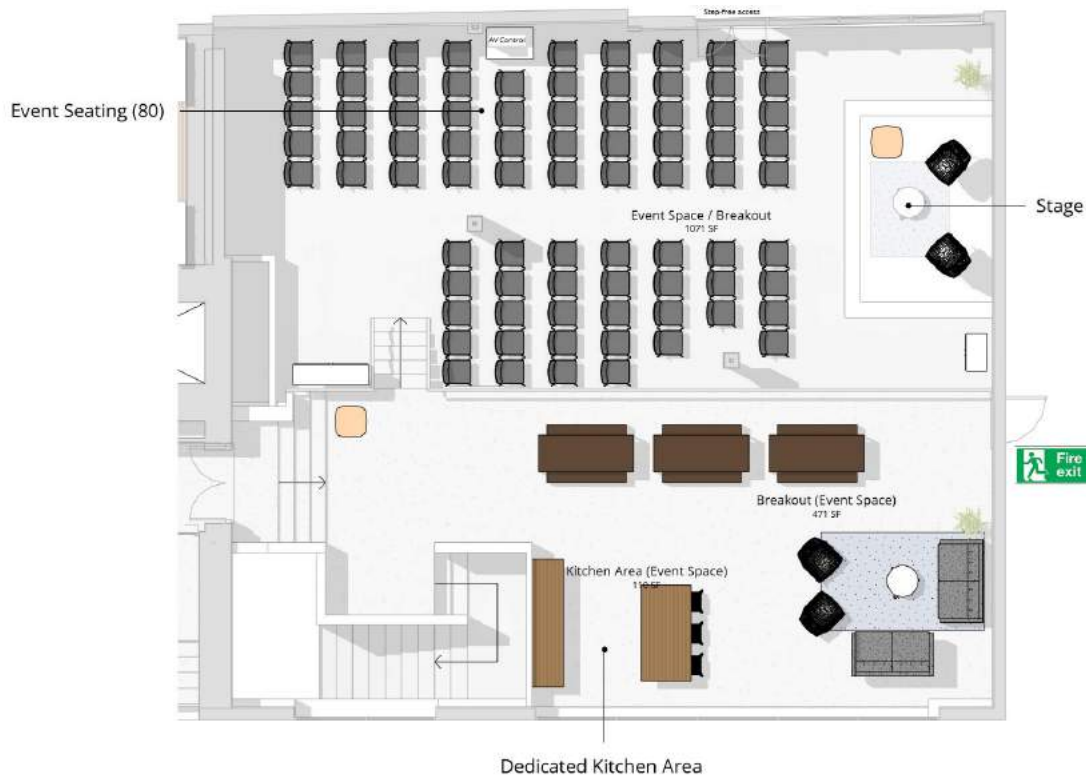 Step-free access
AV Control
Event Seating (80)
Stage
Event Space / Breakout
1071 SF
Fire
exit
Breakout (Event Space)
471 SF
Kitchen Area (Event Space)
Dedicated Kitchen Area